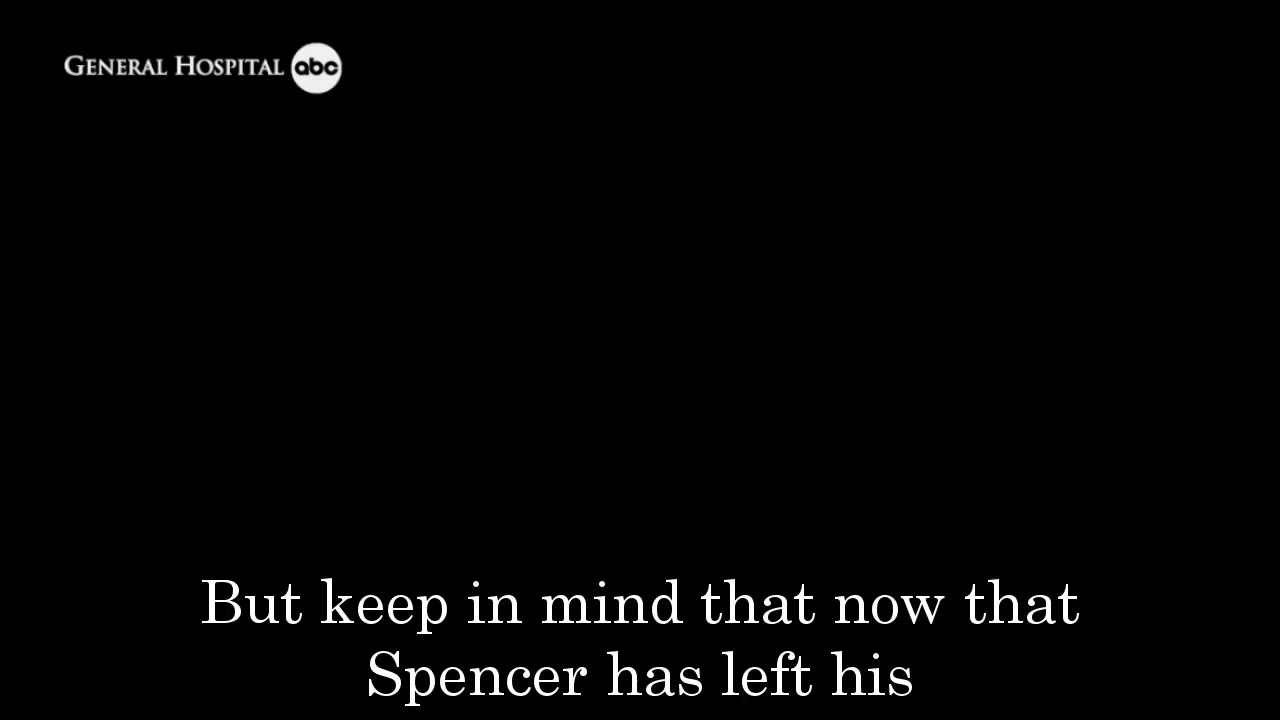 GENERAL HOSPITAL abc
But keep in mind that now that
Spencer has left his